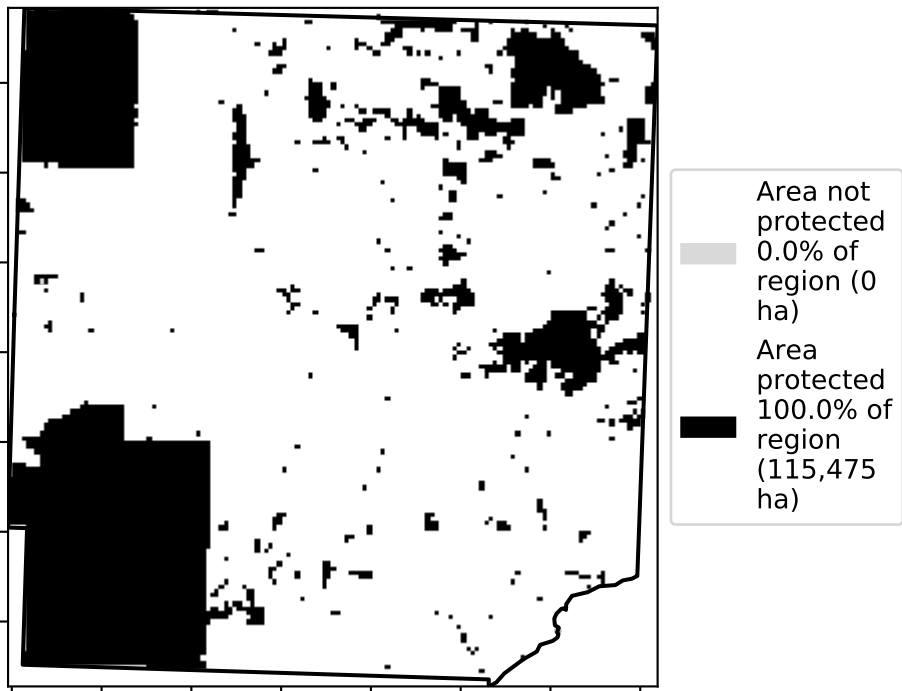 Area not
protected
0.0% of
region (0
ha)
Area
protected
100.0% of
region
(115,475
ha)